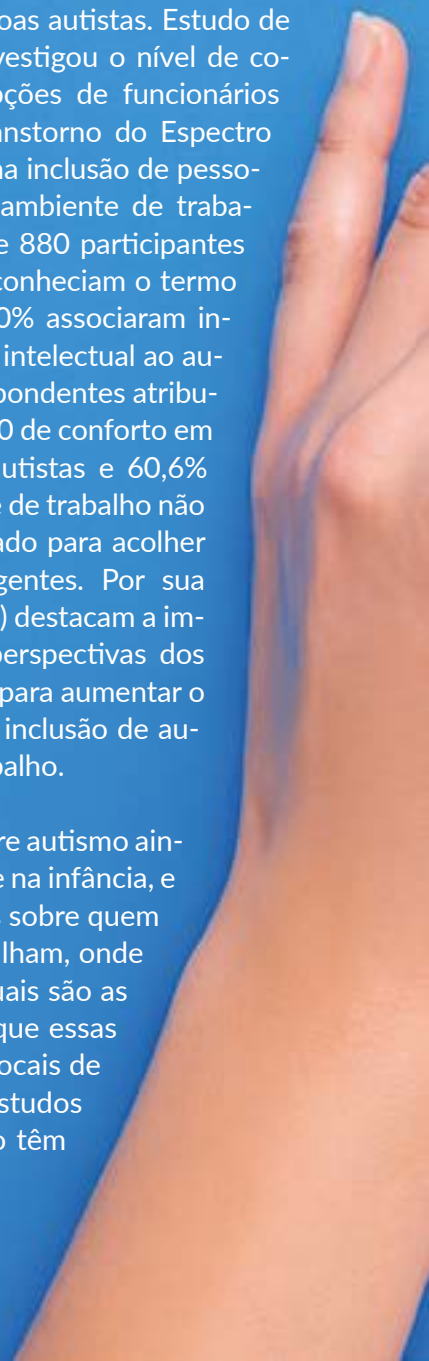 oas autistas. Estudo de
vestigou o nível de co-
pções de funcionários
anstorno do Espectro
na inclusão de pesso-
ambiente de traba-
e 880 participantes
conheciam o termo
0% associaram in-
intelectual ao au-
pondentes atribu-
0 de conforto em
utistas e 60,6%
e de trabalho não
ado para acolher
gentes. Por sua
) destacam a im-
perspectivas dos
para aumentar o
inclusão de au-
balho.
re autismo ain-
e na infância, e
s sobre quem
lham, onde
uais são as
que essas
ocais de
studos
o têm